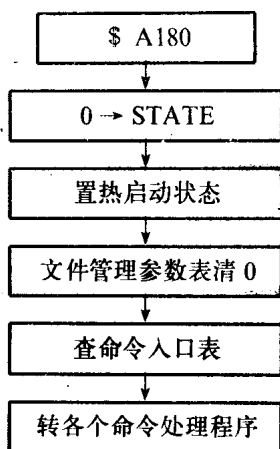 $ A180
0 → STATE
置热启动状态
文件管理参数表清 0
查命令入口表
转各个命令处理程序